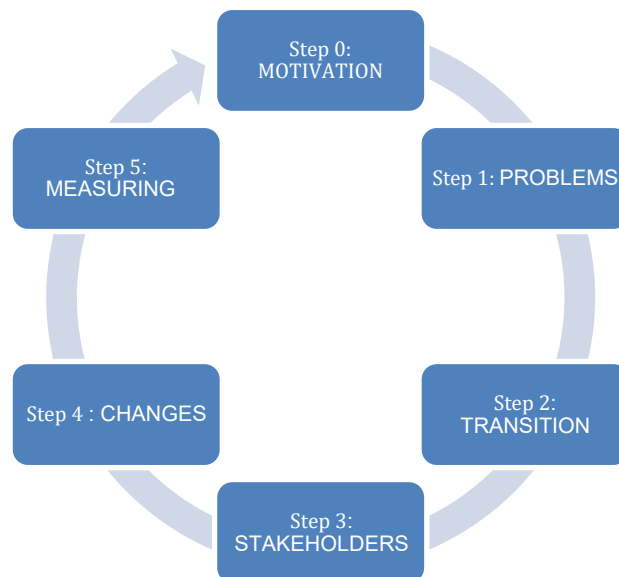 Step 0:
MOTIVATION
Step 1: PROBLEMS
Step 2:
TRANSITION
Step 3:
STAKEHOLDERS
Step 4 : CHANGES
Step 5:
MEASURING